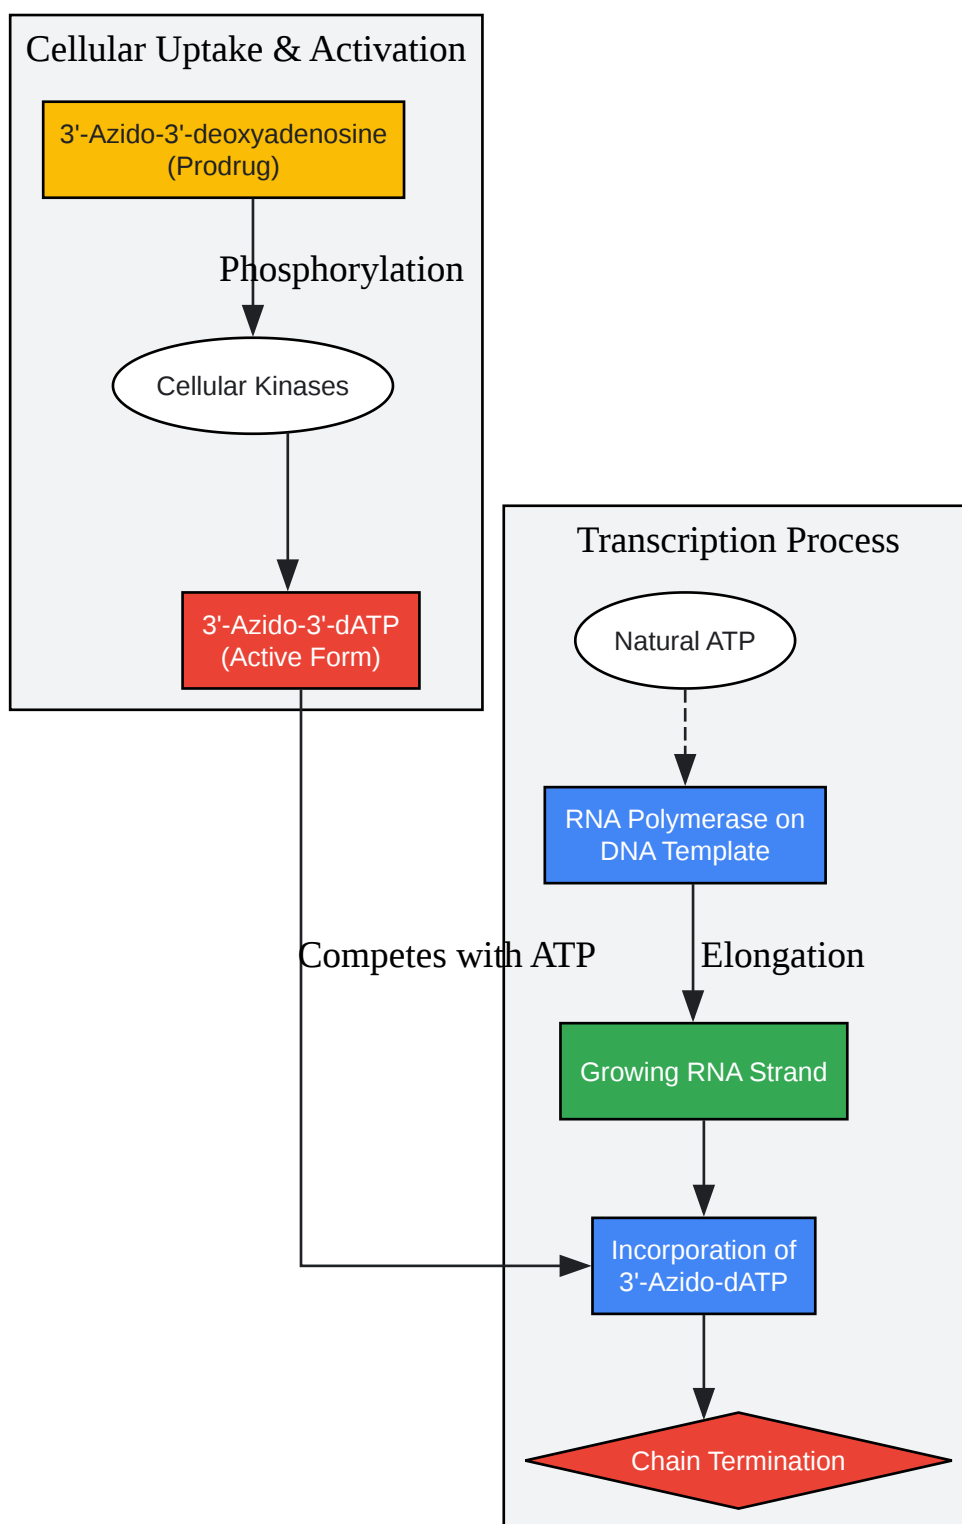 Cellular Uptake & Activation
3'-Azido-3'-deoxyadenosine
(Prodrug)
Phosphorylation
Cellular Kinases
3'-Azido-3'-dATP
(Active Form)
Transcription Process
Natural ATP
RNA Polymerase on
DNA Template
Competes with ATP
Elongation
Growing RNA Strand
Incorporation of
3'-Azido-dATP
Chain Termination